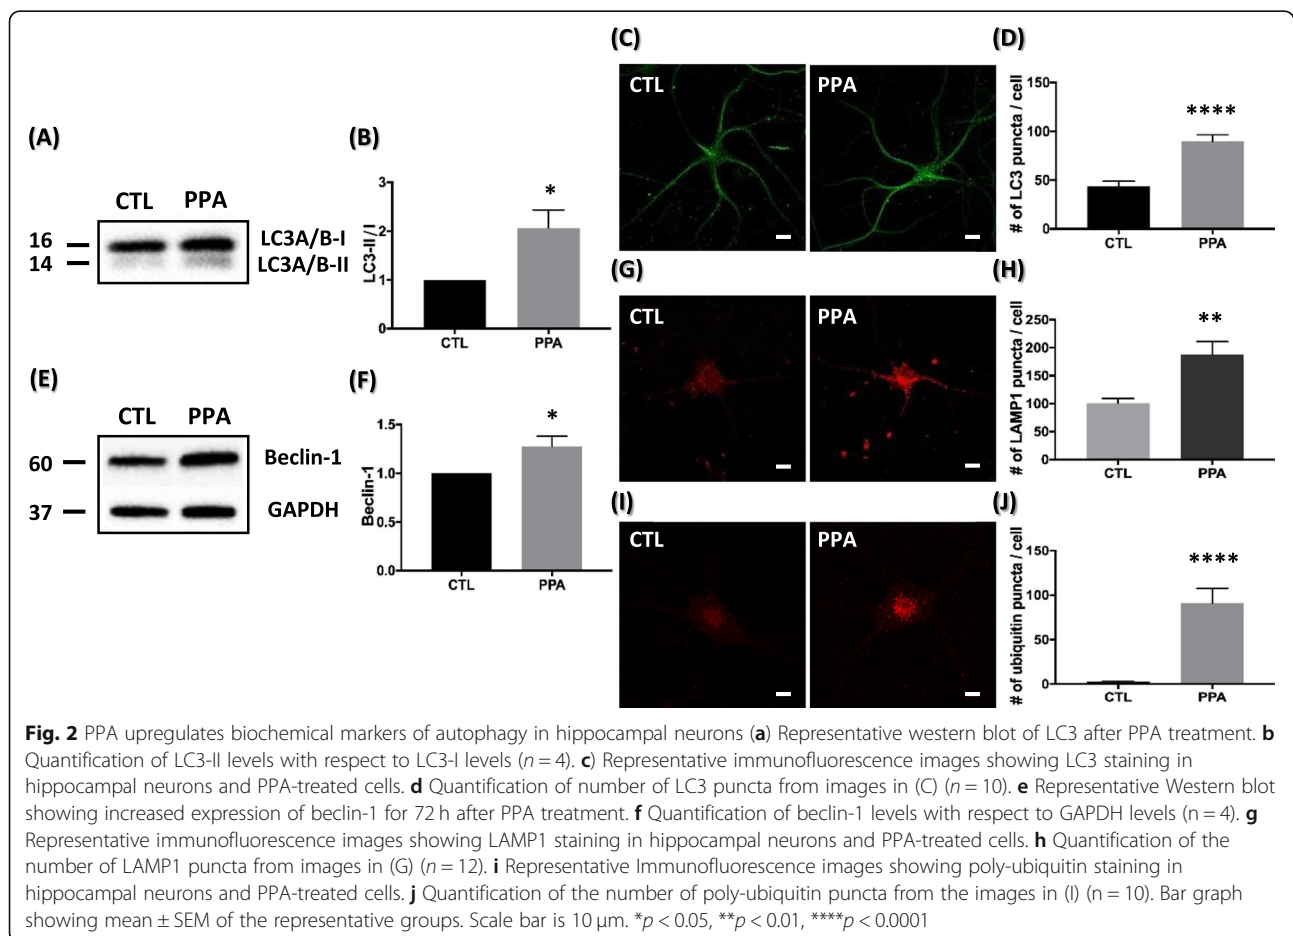 (A)
CTL PPA
16
14
LC3A/B-I
LC3A/B-II
(B)
LC3-II/I
3
2
1
0
*
CTL PPA
(C)
CTL
PPA
(D)
# of LC3 puncta / cell
150
100
50
0
****
CTL PPA
(E)
CTL PPA
60
37
Beclin-1
GAPDH
(F)
Beclin-1
1.5
1.0
0.5
0.0
*
CTL PPA
(G)
CTL
PPA
(H)
# of LAMP1 puncta / cell
250
200
150
100
50
0
**
CTL PPA
(I)
CTL
PPA
(J)
# of ubiquitin puncta / cell
150
100
50
0
****
CTL PPA
Fig. 2 PPA upregulates biochemical markers of autophagy in hippocampal neurons (a) Representative western blot of LC3 after PPA treatment. b
Quantification of LC3-II levels with respect to LC3-I levels (n = 4). c) Representative immunofluorescence images showing LC3 staining in
hippocampal neurons and PPA-treated cells. d Quantification of number of LC3 puncta from images in (C) (n = 10). e Representative Western blot
showing increased expression of beclin-1 for 72 h after PPA treatment. f Quantification of beclin-1 levels with respect to GAPDH levels (n = 4). g
Representative immunofluorescence images showing LAMP1 staining in hippocampal neurons and PPA-treated cells. h Quantification of the
number of LAMP1 puncta from images in (G) (n = 12). i Representative Immunofluorescence images showing poly-ubiquitin staining in
hippocampal neurons and PPA-treated cells. j Quantification of the number of poly-ubiquitin puncta from the images in (I) (n = 10). Bar graph
showing mean ± SEM of the representative groups. Scale bar is 10 μm. *p < 0.05, **p < 0.01, ****p < 0.0001